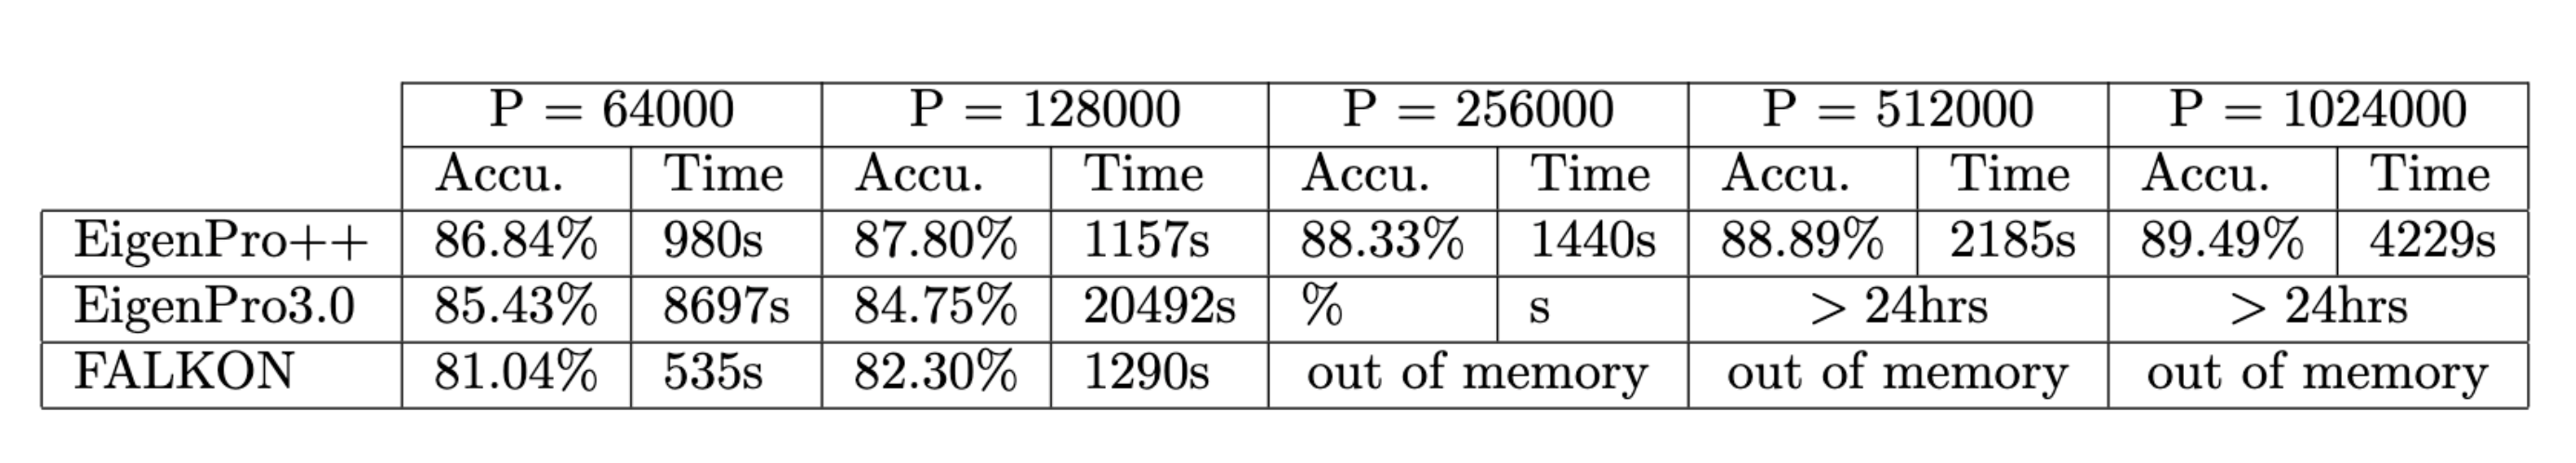 P = 64000 P = 128000 P = 256000 P = 512000 P = 1024000
Accu. Time Accu. Time Accu. Time Accu. Time Accu. Time
EigenPro++ 86.84% 980s 87.80% 1157s 88.33% 1440s 88.89% 2185s 89.49% 4229s
EigenPro3.0 85.43% 8697s 84.75% 20492s % s > 24hrs > 24hrs
FALKON 81.04% 535s 82.30% 1290s out of memory out of memory out of memory